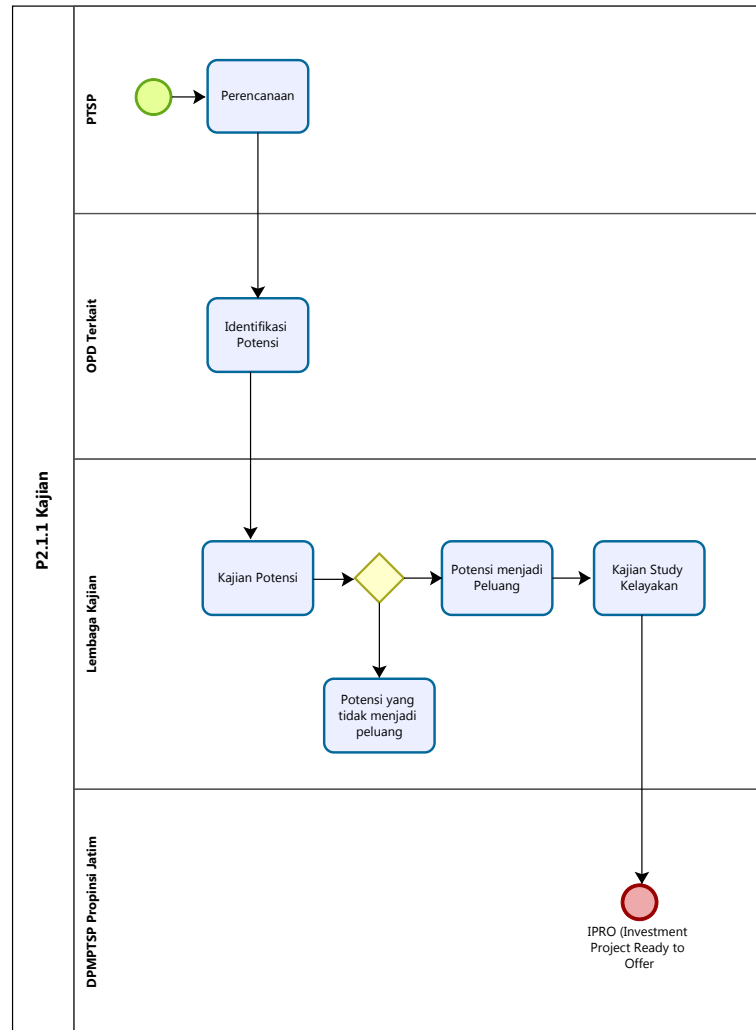 P2.1.1 Kajian
PTSP
Perencanaan
OPD Terkait
Identifikasi
Potensi
Lembaga Kajian
Kajian Potensi
Potensi menjadi
Peluang
Kajian Study
Kelayakan
Potensi yang
tidak menjadi
peluang
DPMPTSP Propinsi Jatim
IPRO (Investment
Project Ready to
Offer